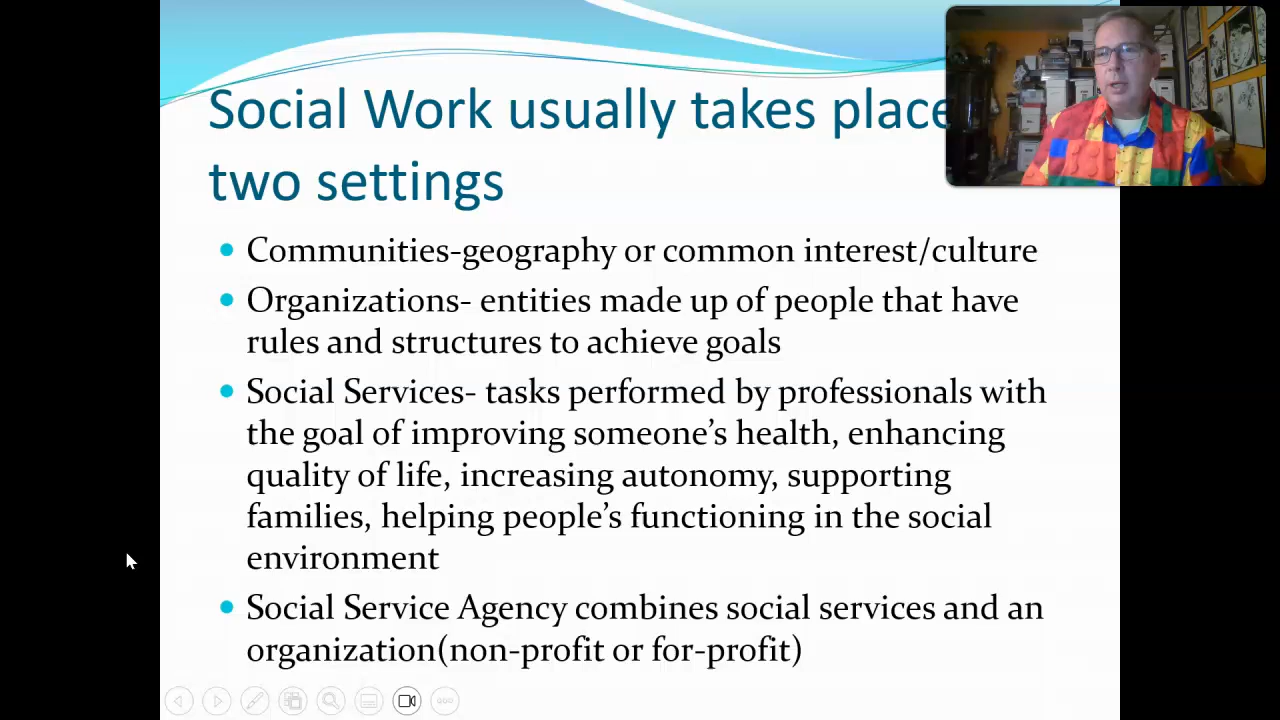 Social Work usually takes place
two settings
• Communities-geography or common interest/culture
• Organizations- entities made up of people that have
rules and structures to achieve goals
• Social Services- tasks performed by professionals with
the goal of improving someone’s health, enhancing
quality of life, increasing autonomy, supporting
families, helping people’s functioning in the social
environment
• Social Service Agency combines social services and an
organization(non-profit or for-profit)